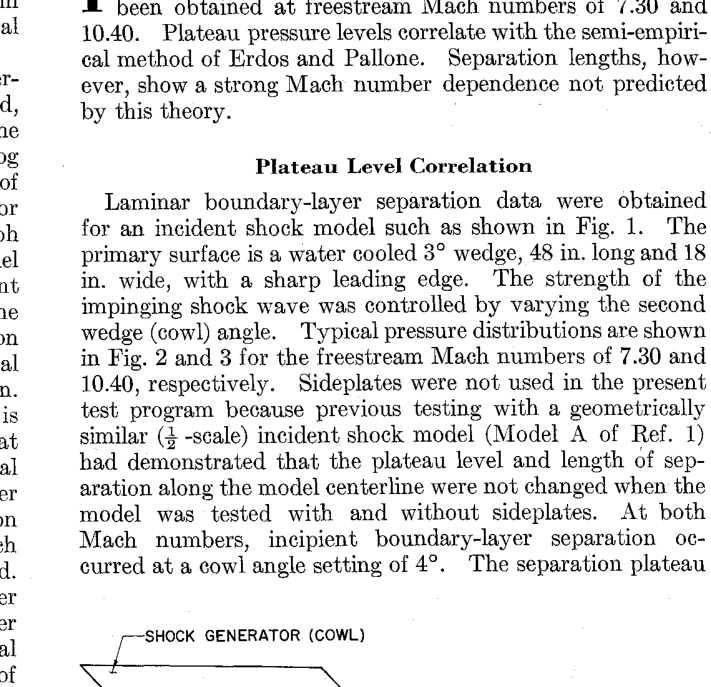 been obtained at freestream Mach numbers of 7.30 and
10.40. Plateau pressure levels correlate with the semi-empiri-
cal method of Erdos and Pallone. Separation lengths, how-
ever, show a strong Mach number dependence not predicted
by this theory.
Plateau Level Correlation
Laminar boundary-layer separation data were obtained
for an incident shock model such as shown in Fig. 1. The
primary surface is a water cooled 3° wedge, 48 in. long and 18
in. wide, with a sharp leading edge. The strength of the
impinging shock wave was controlled by varying the second
wedge (cowl) angle. Typical pressure distributions are shown
in Fig. 2 and 3 for the freestream Mach numbers of 7.30 and
10.40, respectively. Sideplates were not used in the present
test program because previous testing with a geometrically
similar (½ -scale) incident shock model (Model A of Ref. 1)
had demonstrated that the plateau level and length of sep-
aration along the model centerline were not changed when the
model was tested with and without sideplates. At both
Mach numbers, incipient boundary-layer separation oc-
curred at a cowl angle setting of 4°. The separation plateau
SHOCK GENERATOR (COWL)